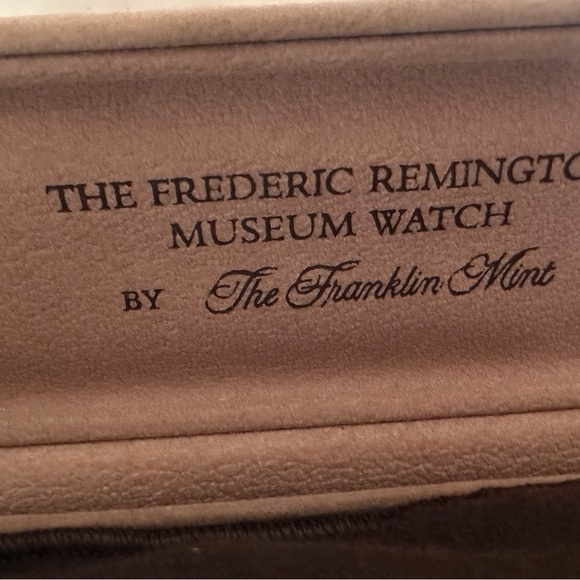 THE FREDERIC REMINGTO
MUSEUM WATCH
BY The Franklin Mint